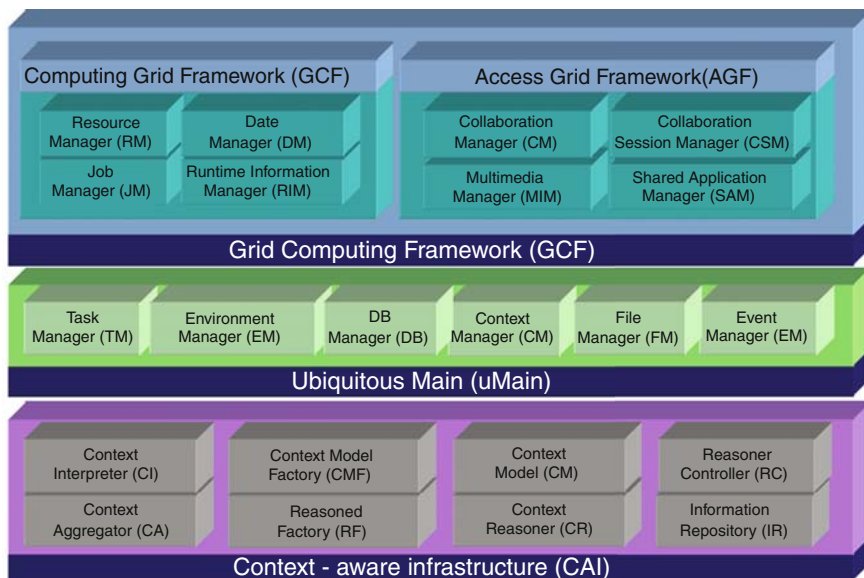 Computing Grid Framework (GCF)
Access Grid Framework(AGF)
Resource
Manager (RM)
Date
Manager (DM)
Collaboration
Manager (CM)
Collaboration
Session Manager (CSM)
Job
Manager (JM)
Runtime Information
Manager (RIM)
Multimedia
Manager (MIM)
Shared Application
Manager (SAM)
Grid Computing Framework (GCF)
Task
Manager (TM)
Environment
Manager (EM)
DB
Manager (DB)
Context
Manager (CM)
File
Manager (FM)
Event
Manager (EM)
Ubiquitous Main (uMain)
Context
Interpreter (CI)
Context Model
Factory (CMF)
Context
Model (CM)
Reasoner
Controller (RC)
Context
Aggregator (CA)
Reasoned
Factory (RF)
Context
Reasoner (CR)
Information
Repository (IR)
Context - aware infrastructure (CAI)